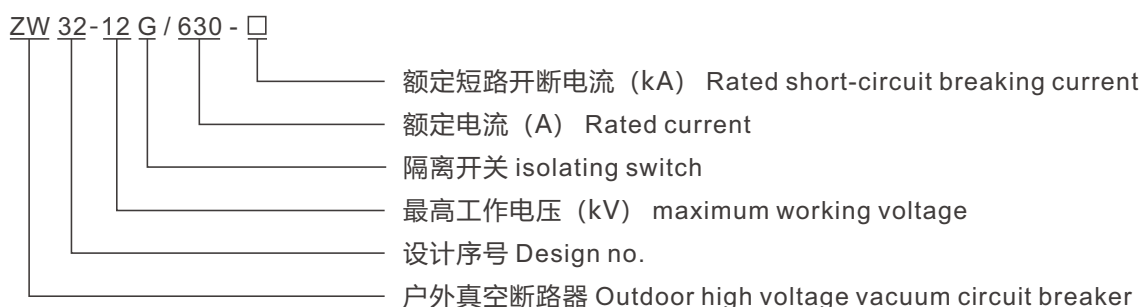 ZW 32-12 G / 630 - □
额定短路开断电流（kA） Rated short-circuit breaking current
额定电流（A） Rated current
隔离开关 isolating switch
最高工作电压（kV） maximum working voltage
设计序号 Design no.
户外真空断路器 Outdoor high voltage vacuum circuit breaker